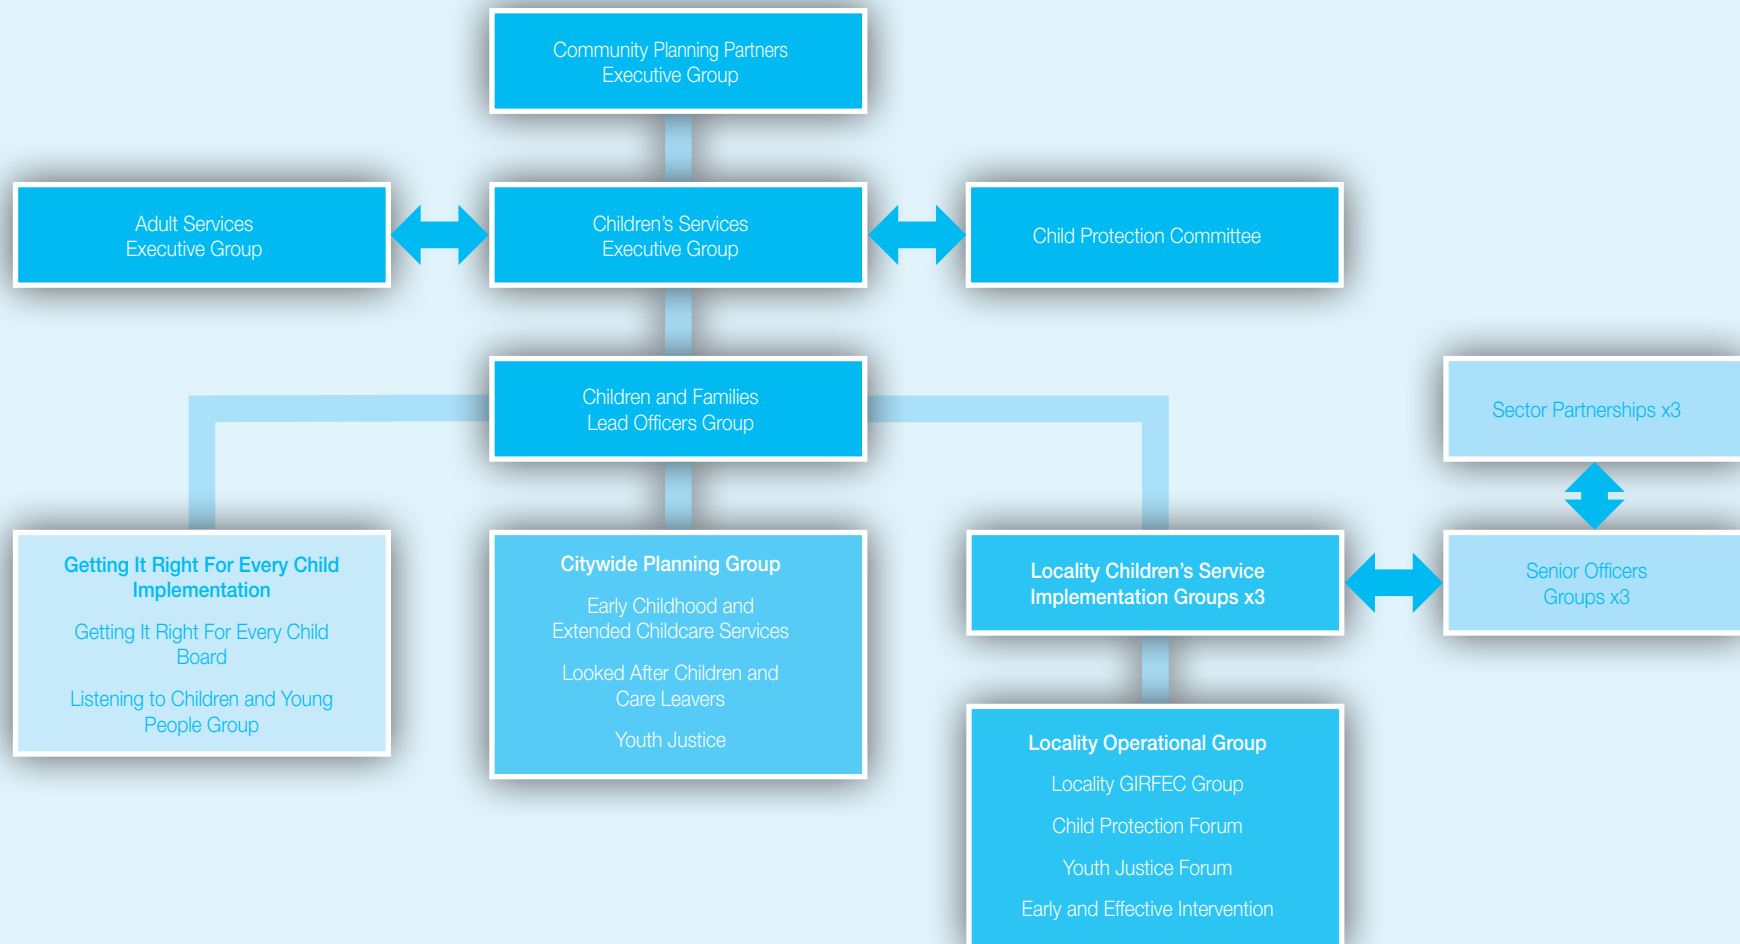 Community Planning Partners
Executive Group
Adult Services
Executive Group
Children’s Services
Executive Group
Child Protection Committee
Children and Families
Lead Officers Group
Sector Partnerships x3
Getting It Right For Every Child
Implementation
Getting It Right For Every Child
Board
Listening to Children and Young
People Group
Citywide Planning Group
Early Childhood and
Extended Childcare Services
Looked After Children and
Care Leavers
Youth Justice
Locality Children’s Service
Implementation Groups x3
Senior Officers
Groups x3
Locality Operational Group
Locality GIRFEC Group
Child Protection Forum
Youth Justice Forum
Early and Effective Intervention